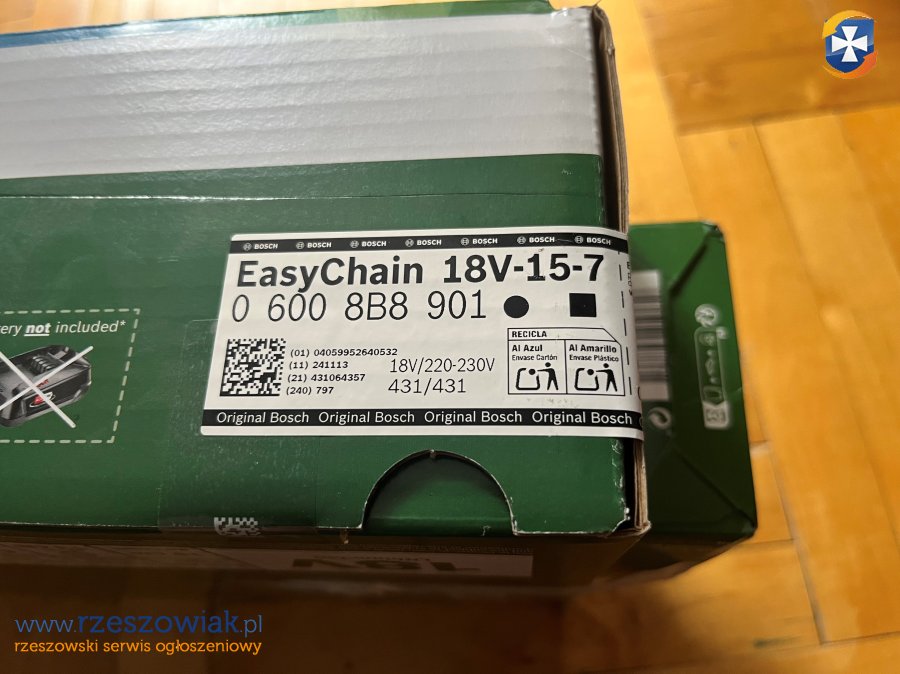 BOSCH BOSCH BOSCH BOSCH BOSCH BOSCH BOSCH
EasyChain 18V-15-7
0 600 8B8 901
ery not included*
RECICLA
Al Azul
Envase Cartón
Al Amarillo
Envase Plástico
(01) 04059952640532
(11) 241113
(21) 431064357
(240) 797
18V/220-230V
431/431
Original Bosch Original Bosch Original Bosch Original Bosch
www.rzeszowiak.pl
rzeszowski serwis ogłoszeniowy